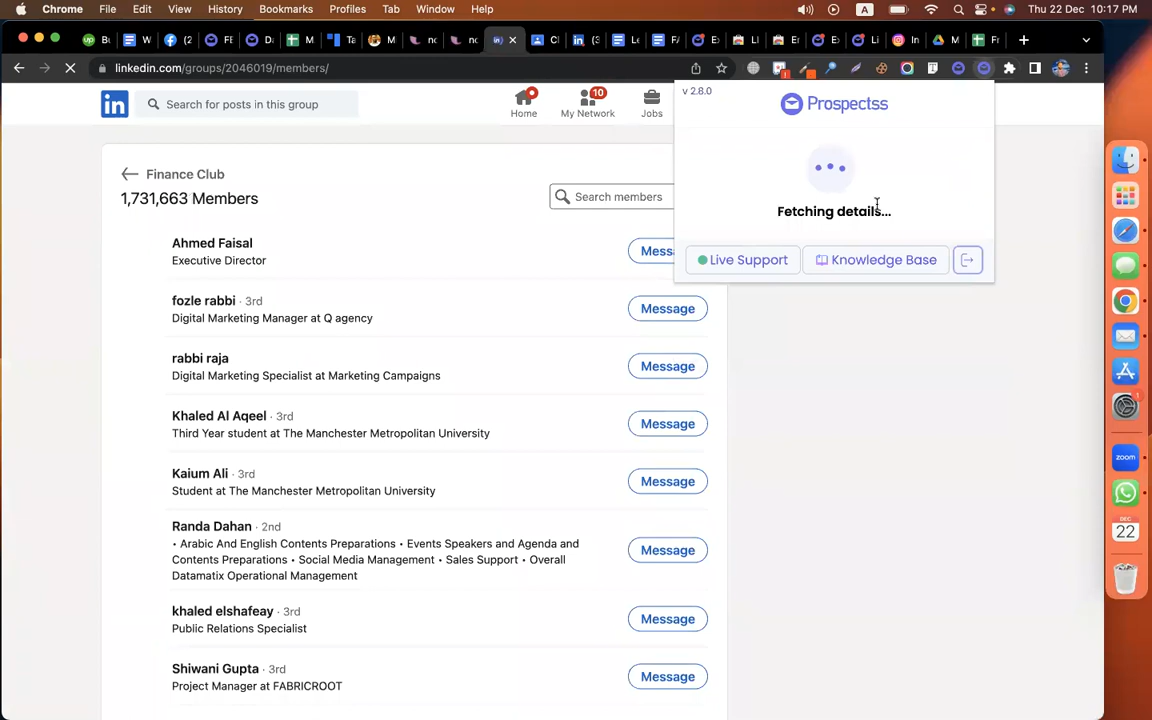 Chrome File Edit View History Bookmarks Profiles Tab Window Help A Thu 22 Dec 10:17 PM
linkedin.com/groups/2046019/members/
v 2.8.0
Prospectss
in Search for posts in this group
10
Home My Network Jobs
Finance Club
1,731,663 Members
Search members
Fetching details...
Live Support Knowledge Base
Ahmed Faisal
Executive Director
fozle rabbi · 3rd
Digital Marketing Manager at Q agency
Message
rabbi raja
Digital Marketing Specialist at Marketing Campaigns
Message
Khaled Al Aqeel · 3rd
Third Year student at The Manchester Metropolitan University
Message
Kaium Ali · 3rd
Student at The Manchester Metropolitan University
Message
Randa Dahan · 2nd
• Arabic And English Contents Preparations • Events Speakers and Agenda and
Contents Preparations • Social Media Management • Sales Support • Overall
Datamatix Operational Management
Message
khaled elshafeay · 3rd
Public Relations Specialist
Message
Shiwani Gupta · 3rd
Project Manager at FABRICROOT
Message
zoom
DEC
22